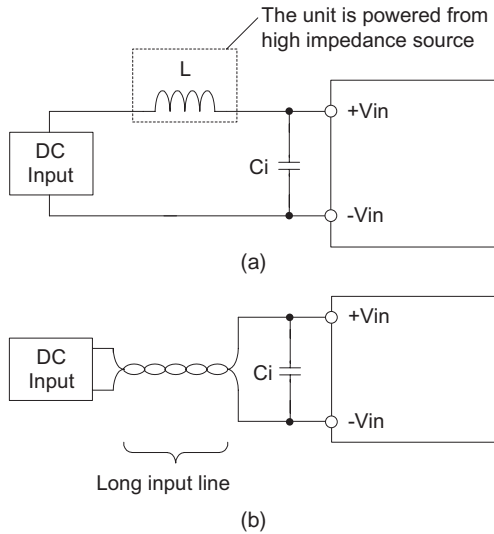 The unit is powered from
high impedance source
L
+Vin
DC
Input
Ci
-Vin
(a)
+Vin
DC
Input
Ci
-Vin
Long input line
(b)